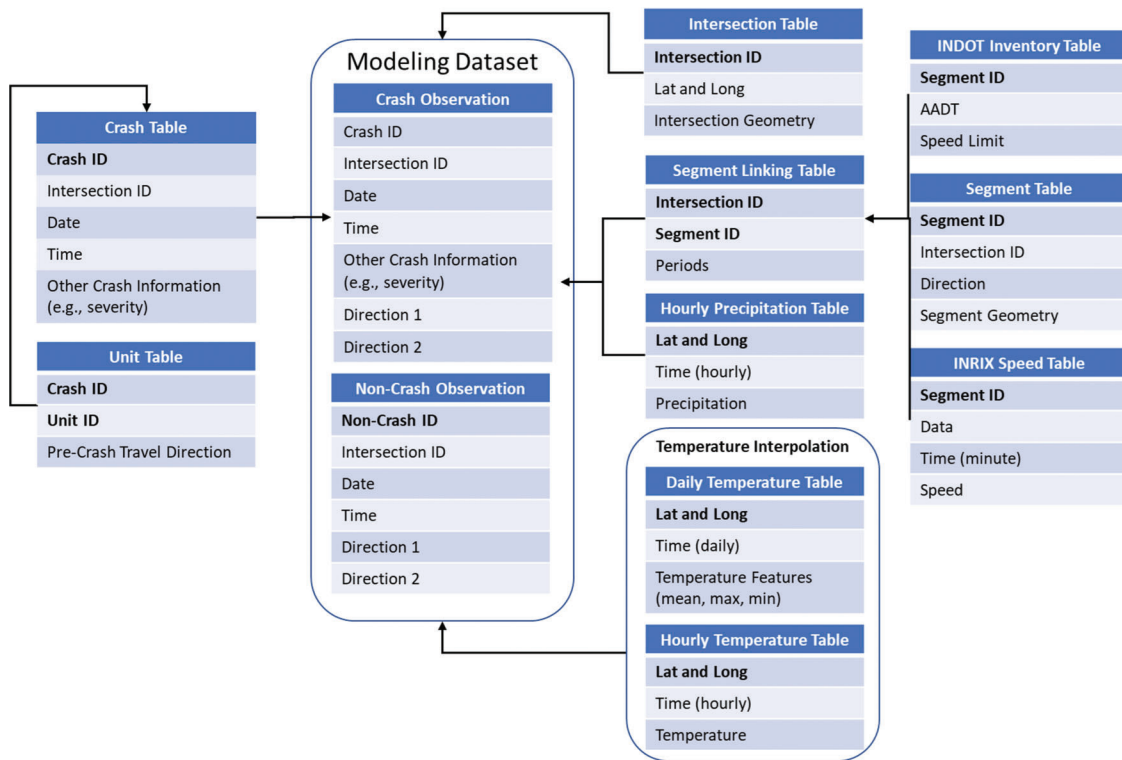 Modeling Dataset
Crash Observation
Crash ID
Intersection ID
Date
Time
Other Crash Information
(e.g., severity)
Direction 1
Direction 2
Non-Crash Observation
Non-Crash ID
Intersection ID
Date
Time
Direction 1
Direction 2
Crash Table
Crash ID
Intersection ID
Date
Time
Other Crash Information
(e.g., severity)
Unit Table
Crash ID
Unit ID
Pre-Crash Travel Direction
Intersection Table
Intersection ID
Lat and Long
Intersection Geometry
Segment Linking Table
Intersection ID
Segment ID
Periods
Hourly Precipitation Table
Lat and Long
Time (hourly)
Precipitation
Temperature Interpolation
Daily Temperature Table
Lat and Long
Time (daily)
Temperature Features
(mean, max, min)
Hourly Temperature Table
Lat and Long
Time (hourly)
Temperature
INDOT Inventory Table
Segment ID
AADT
Speed Limit
Segment Table
Segment ID
Intersection ID
Direction
Segment Geometry
INRIX Speed Table
Segment ID
Data
Time (minute)
Speed